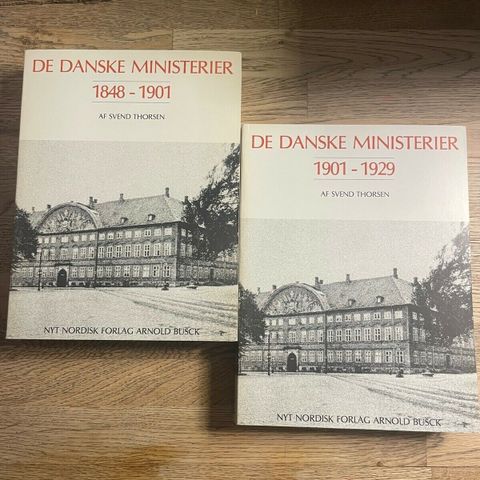 DE DANSKE MINISTERIER
1848 - 1901
AF SVEND THORSEN
NYT NORDISK FORLAG ARNOLD BUSCK
DE DANSKE MINISTERIER
1901 - 1929
AF SVEND THORSEN
NYT NORDISK FORLAG ARNOLD BUSCK